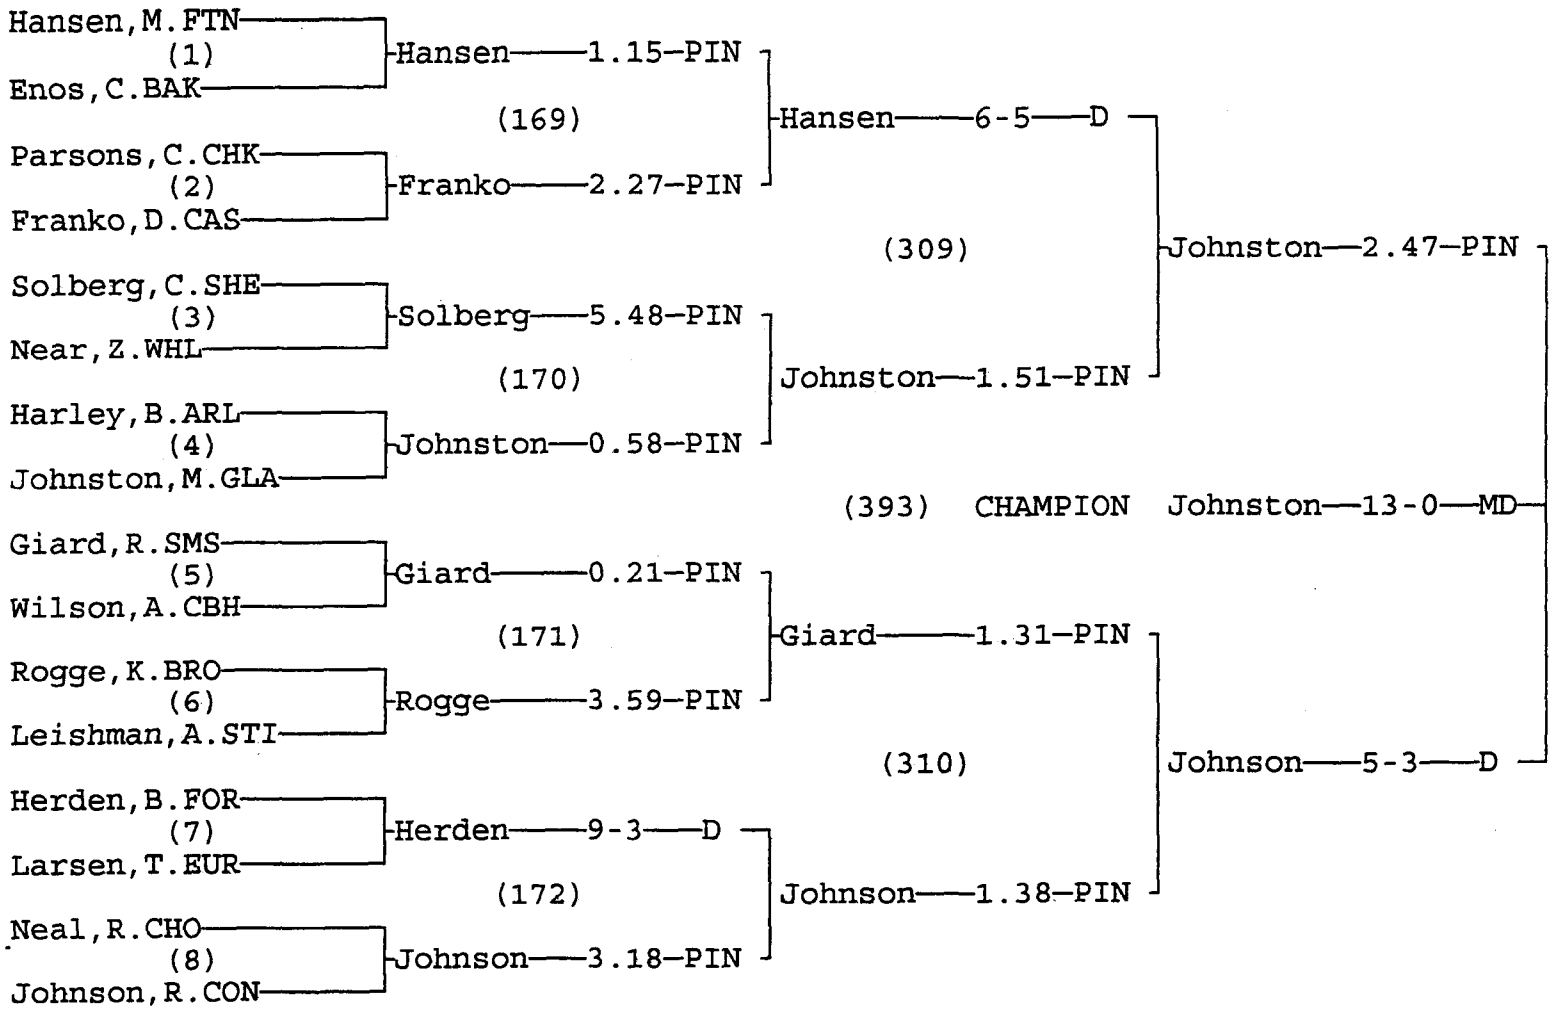 Hansen,M.FTN
(1) Hansen 1.15-PIN
Enos,C.BAK
(169) Hansen 6-5 D
Parsons,C.CHK
(2) Franko 2.27-PIN
Franko,D.CAS
(309) Johnston 2.47-PIN
Solberg,C.SHE
(3) Solberg 5.48-PIN
Near,Z.WHL
(170) Johnston 1.51-PIN
Harley,B.ARL
(4) Johnston 0.58-PIN
Johnston,M.GLA
(393) CHAMPION Johnston 13-0 MD
Giard,R.SMS
(5) Giard 0.21-PIN
Wilson,A.CBH
(171) Giard 1.31-PIN
Rogge,K.BRO
(6) Rogge 3.59-PIN
Leishman,A.STI
(310) Johnson 5-3 D
Herden,B.FOR
(7) Herden 9-3 D
Larsen,T.EUR
(172) Johnson 1.38-PIN
Neal,R.CHO
(8) Johnson 3.18-PIN
Johnson,R.CON